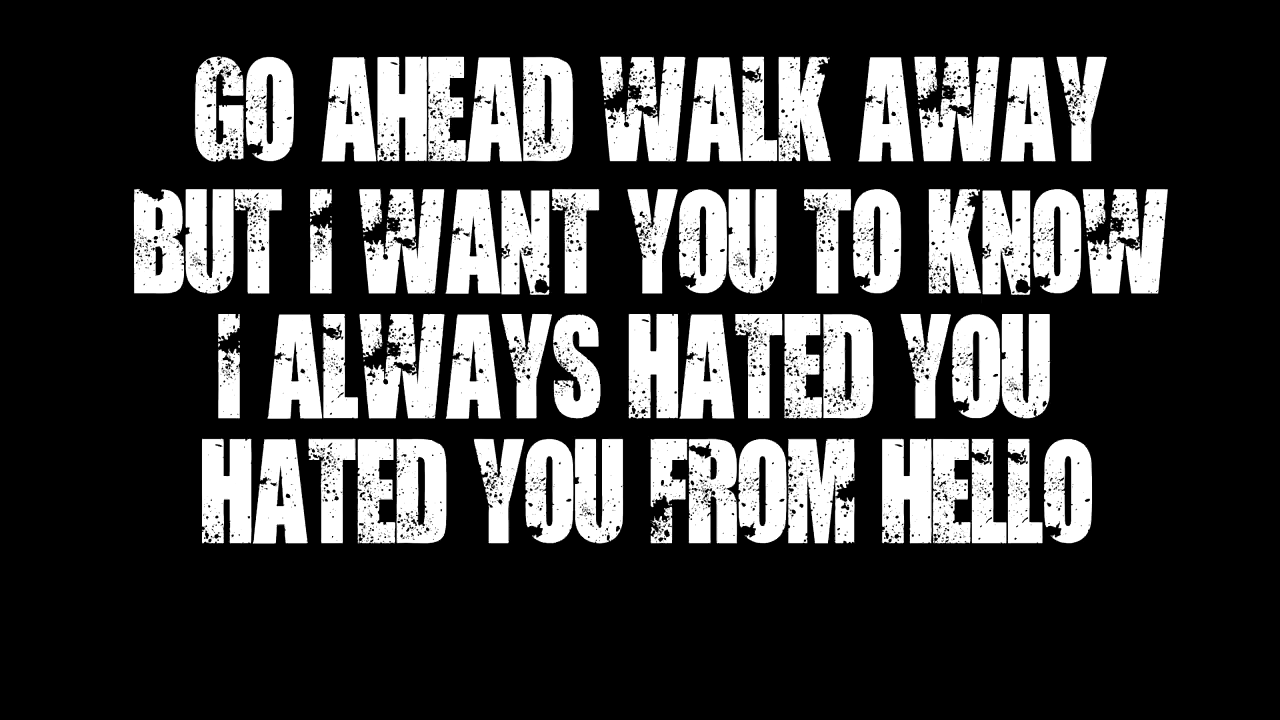 GO AHEAD WALK AWAY
BUT I WANT YOU TO KNOW
I ALWAYS HATED YOU
HATED YOU FROM HELLO